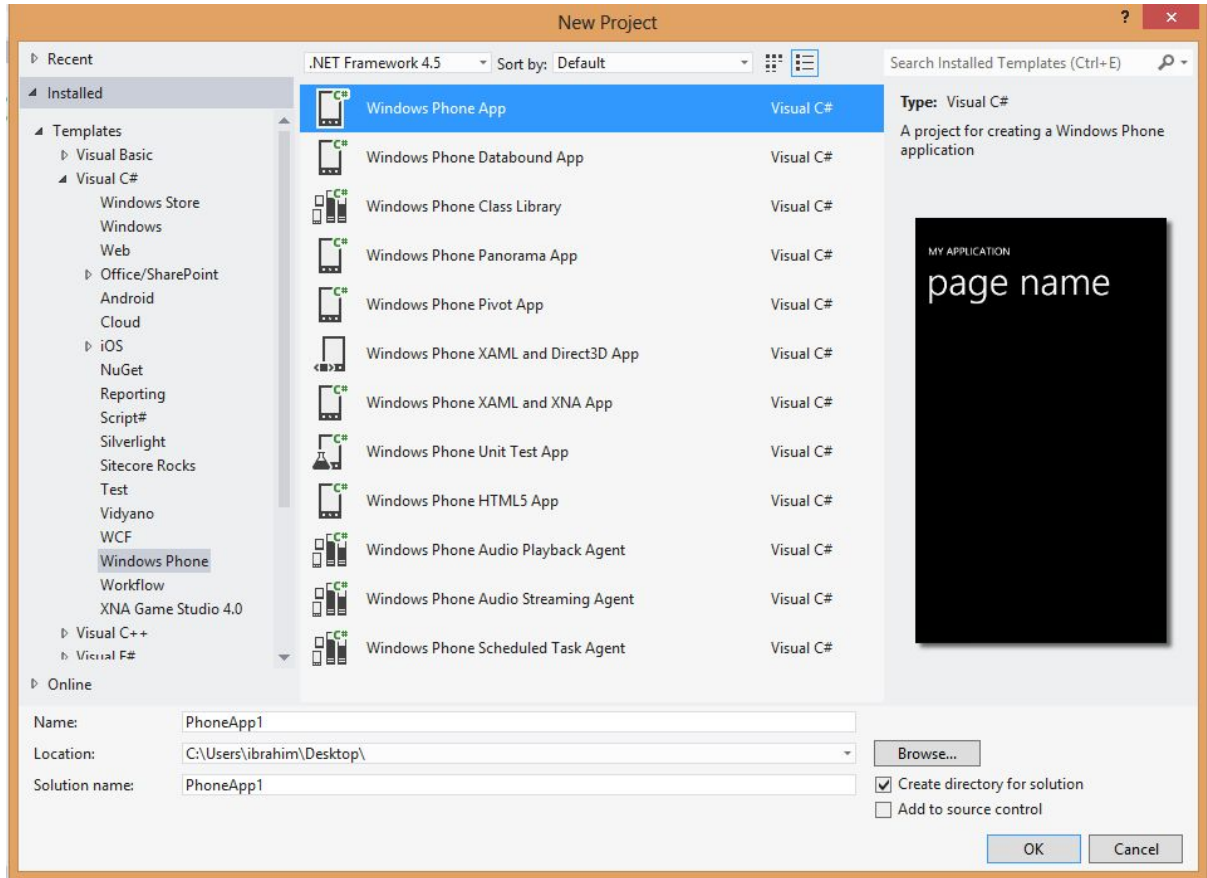 New Project
?
×
Recent
.NET Framework 4.5
Sort by: Default
Search Installed Templates (Ctrl+E)
Installed
Templates
Visual Basic
Visual C#
Windows Store
Windows
Web
Office/SharePoint
Android
Cloud
iOS
NuGet
Reporting
Script#
Silverlight
Sitecore Rocks
Test
Vidyano
WCF
Windows Phone
Workflow
XNA Game Studio 4.0
Visual C++
Visual F#
Online
C# Windows Phone App Visual C#
C# Windows Phone Databound App Visual C#
C# Windows Phone Class Library Visual C#
C# Windows Phone Panorama App Visual C#
C# Windows Phone Pivot App Visual C#
Windows Phone XAML and Direct3D App Visual C#
C# Windows Phone XAML and XNA App Visual C#
C# Windows Phone Unit Test App Visual C#
C# Windows Phone HTML5 App Visual C#
C# Windows Phone Audio Playback Agent Visual C#
C# Windows Phone Audio Streaming Agent Visual C#
C# Windows Phone Scheduled Task Agent Visual C#
Type: Visual C#
A project for creating a Windows Phone
application
MY APPLICATION
page name
Name: PhoneApp1
Location: C:\Users\ibrahim\Desktop\
Browse...
Solution name: PhoneApp1
Create directory for solution
Add to source control
OK
Cancel